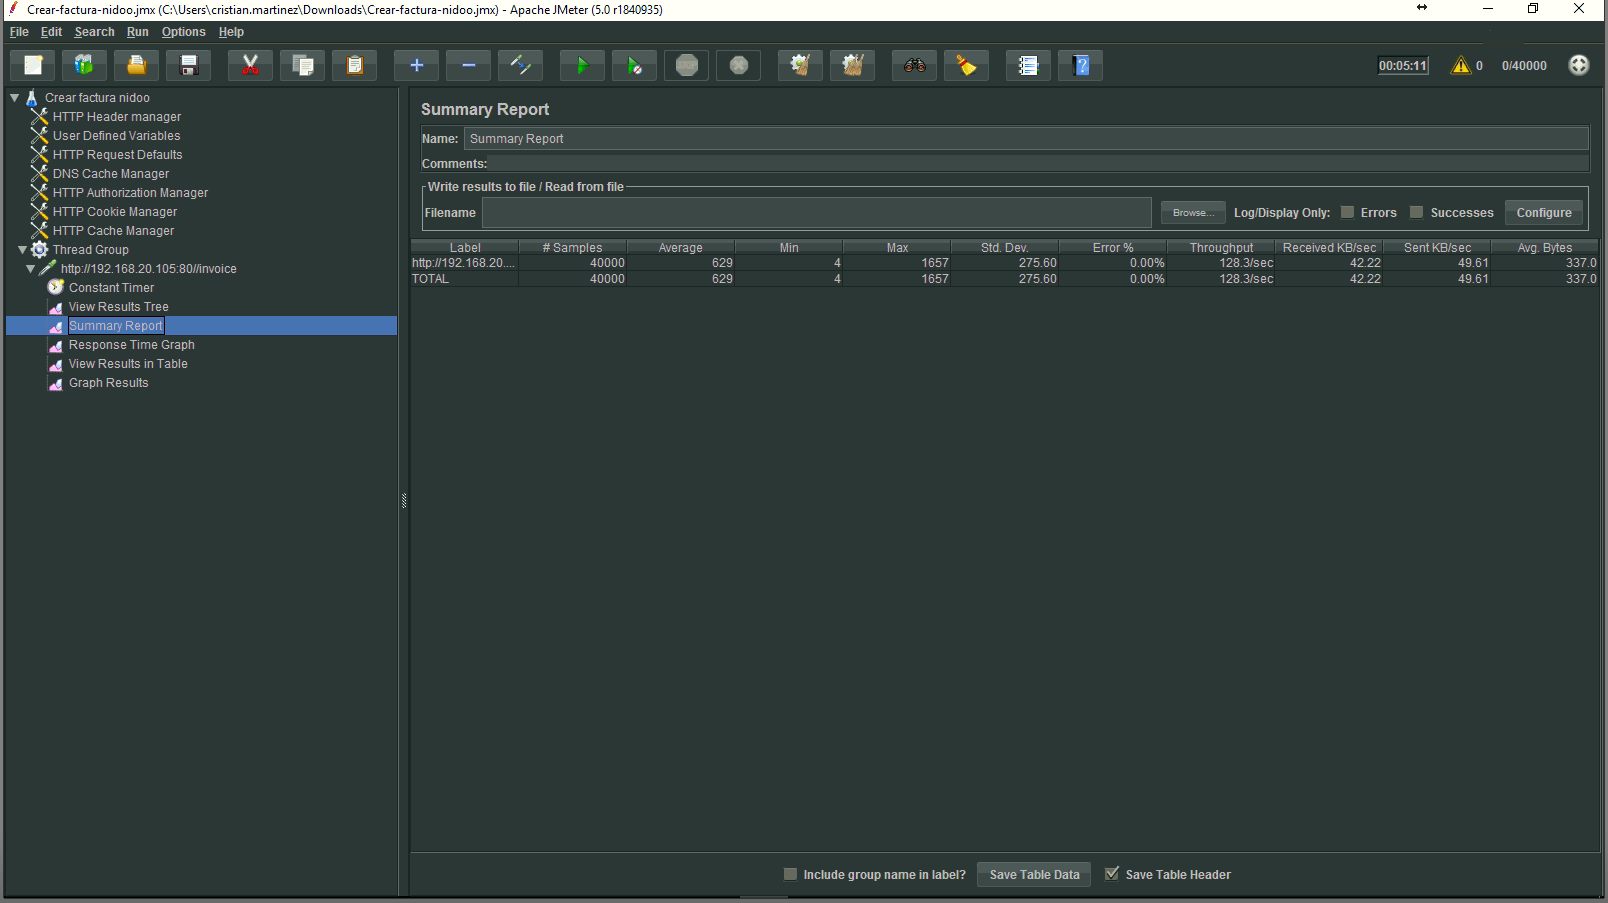 Crear-factura-nidoo.jmx (C:\Users\cristian.martinez\Downloads\Crear-factura-nidoo.jmx) - Apache JMeter (5.0 r1840935)
File Edit Search Run Options Help
00:05:11 0 0/40000
Crear factura nidoo
HTTP Header manager
User Defined Variables
HTTP Request Defaults
DNS Cache Manager
HTTP Authorization Manager
HTTP Cookie Manager
HTTP Cache Manager
Thread Group
http://192.168.20.105:80//invoice
Constant Timer
View Results Tree
Summary Report
Response Time Graph
View Results in Table
Graph Results
Summary Report
Name: Summary Report
Comments:
Write results to file / Read from file
Filename Browse... Log/Display Only: Errors Successes Configure
Label # Samples Average Min Max Std. Dev. Error % Throughput Received KB/sec Sent KB/sec Avg. Bytes
http://192.168.20.... 40000 629 4 1657 275.60 0.00% 128.3/sec 42.22 49.61 337.0
TOTAL 40000 629 4 1657 275.60 0.00% 128.3/sec 42.22 49.61 337.0
Include group name in label? Save Table Data Save Table Header